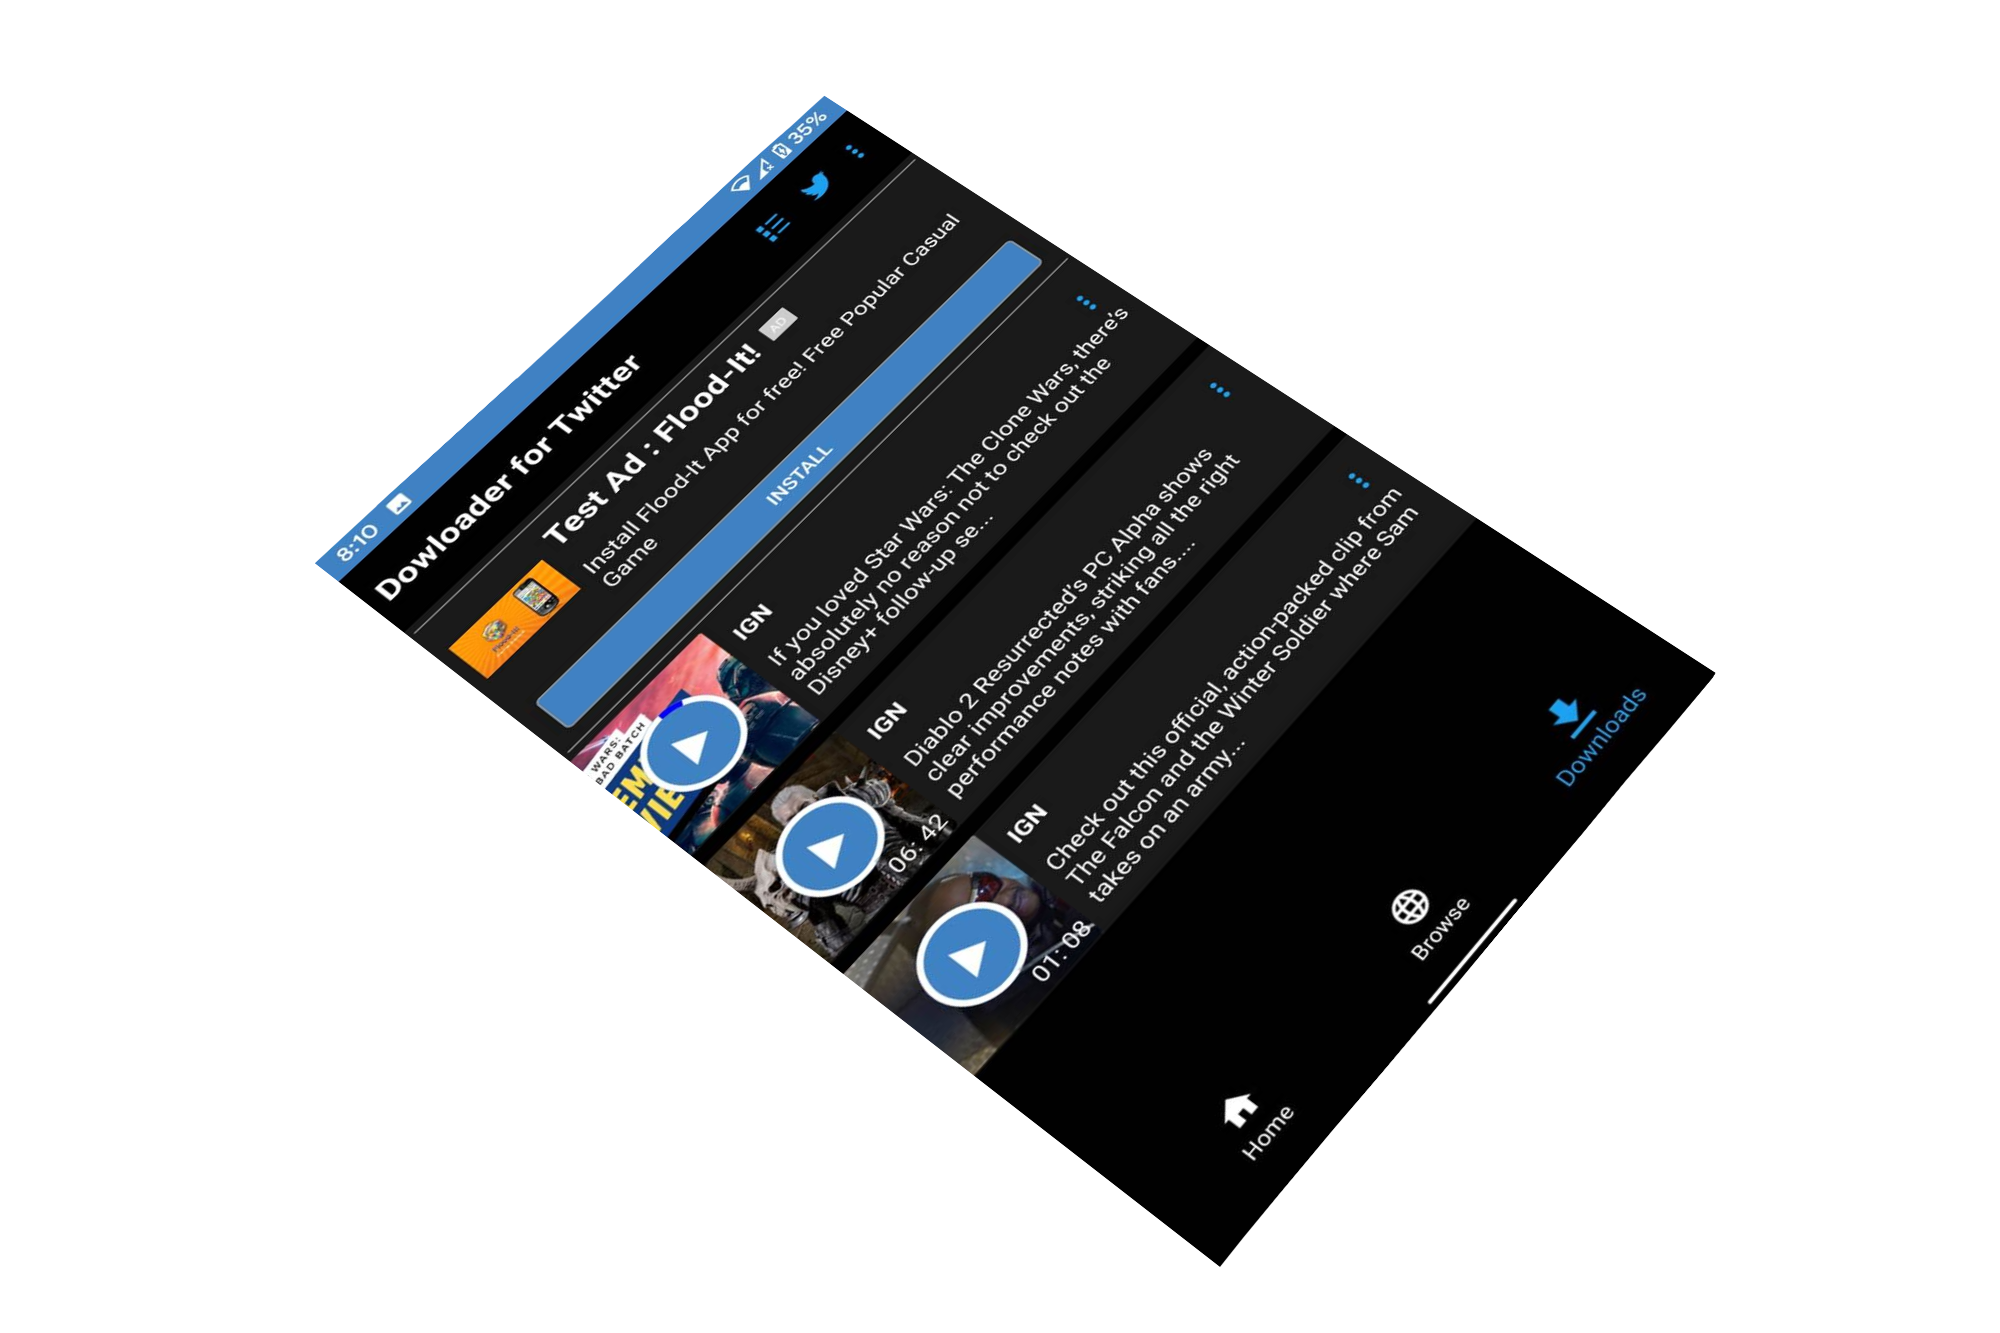 8:10
35%
Dowloader for Twitter
Test Ad : Flood-It!
AD
Install Flood-It App for free! Free Popular Casual
Game
Flood-It!
INSTALL
WARS:
BAD BATCH
IGN
If you loved Star Wars: The Clone Wars, there's
absolutely no reason not to check out the
Disney+ follow-up se...
IGN
Diablo 2 Resurrected's PC Alpha shows
clear improvements, striking all the right
performance notes with fans....
06: 42
IGN
Check out this official, action-packed clip from
The Falcon and the Winter Soldier where Sam
takes on an army...
01: 08
Home
Browse
Downloads